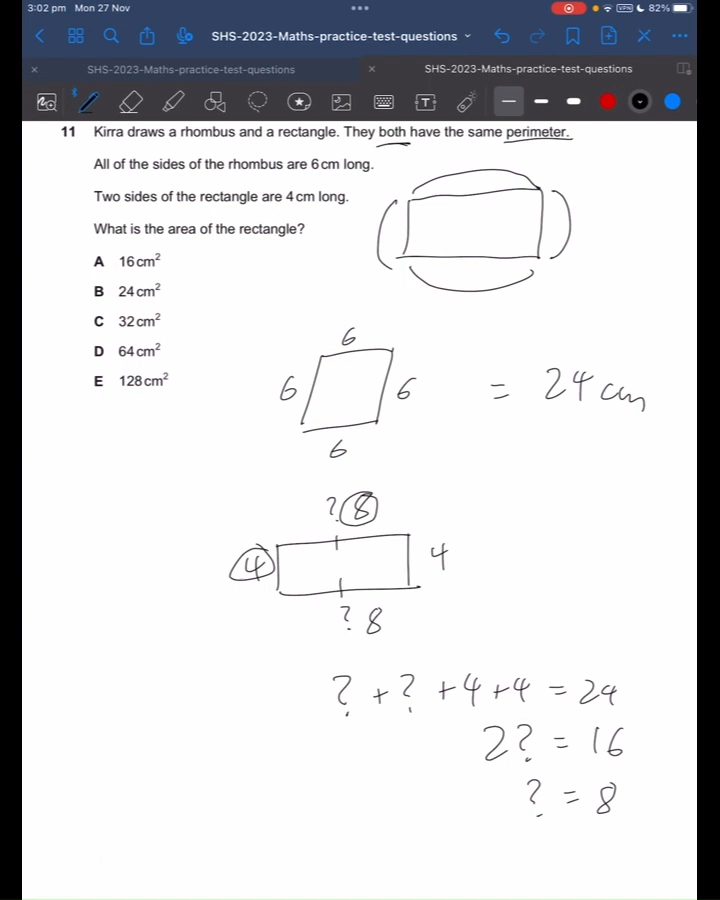 3:02 pm Mon 27 Nov
VPN 82%
SHS-2023-Maths-practice-test-questions
SHS-2023-Maths-practice-test-questions
SHS-2023-Maths-practice-test-questions
T
11 Kirra draws a rhombus and a rectangle. They both have the same perimeter.
All of the sides of the rhombus are 6 cm long.
Two sides of the rectangle are 4 cm long.
What is the area of the rectangle?
A 16 cm²
B 24 cm²
C 32 cm²
D 64 cm²
E 128 cm²
6
6 6 = 24 cm
6
? 8
4 4
? 8
? + ? + 4 + 4 = 24
2? = 16
? = 8